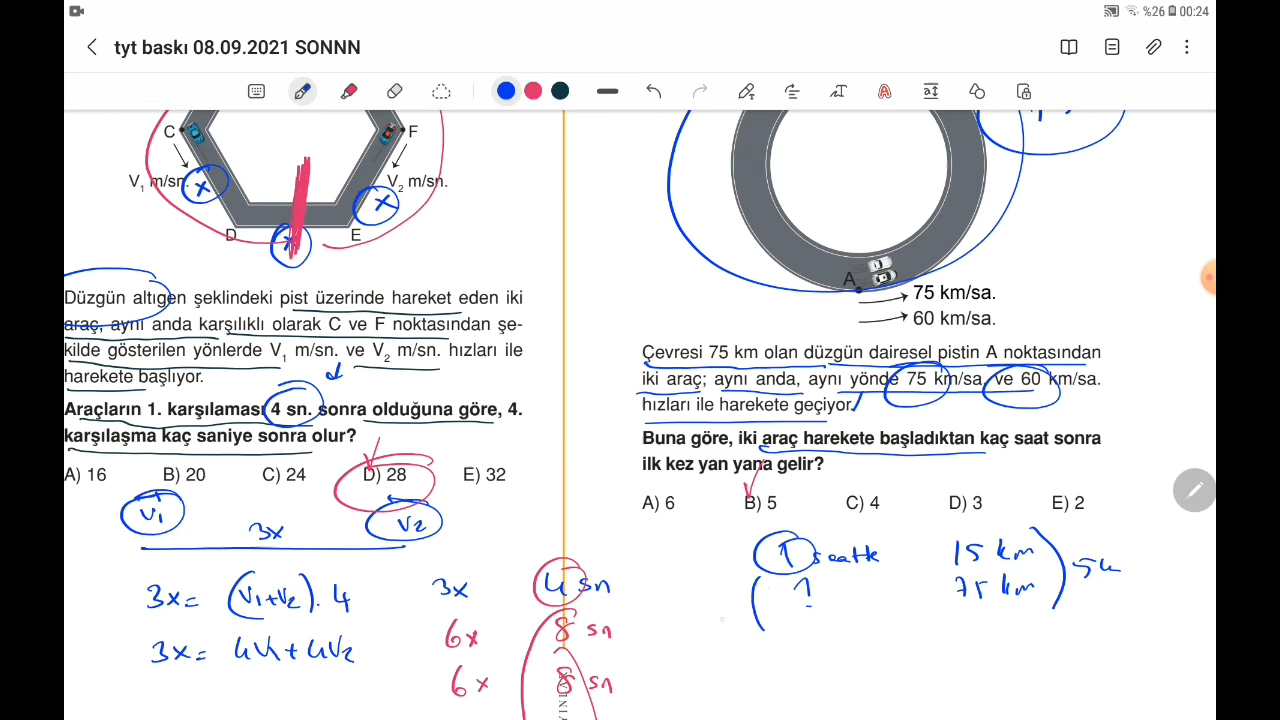 %26 00:24
tyt baskı 08.09.2021 SONNN
C
F
V1 m/sn.
V2 m/sn.
x
x
x
D
E
Düzgün altıgen şeklindeki pist üzerinde hareket eden iki
araç, aynı anda karşılıklı olarak C ve F noktasından şe-
kilde gösterilen yönlerde V1 m/sn. ve V2 m/sn. hızları ile
harekete başlıyor.
Araçların 1. karşılaması 4 sn. sonra olduğuna göre, 4.
karşılaşma kaç saniye sonra olur?
A) 16 B) 20 C) 24 D) 28 E) 32
V1 3x V2
3x = (V1+V2).4
3x = 4V1+4V2
3x 4 sn
6x 8 sn
6x 8 sn
A
75 km/sa.
60 km/sa.
Çevresi 75 km olan düzgün dairesel pistin A noktasından
iki araç; aynı anda, aynı yönde 75 km/sa. ve 60 km/sa.
hızları ile harekete geçiyor.
Buna göre, iki araç harekete başladıktan kaç saat sonra
ilk kez yan yana gelir?
A) 6 B) 5 C) 4 D) 3 E) 2
1 saatte 15 km
? 75 km